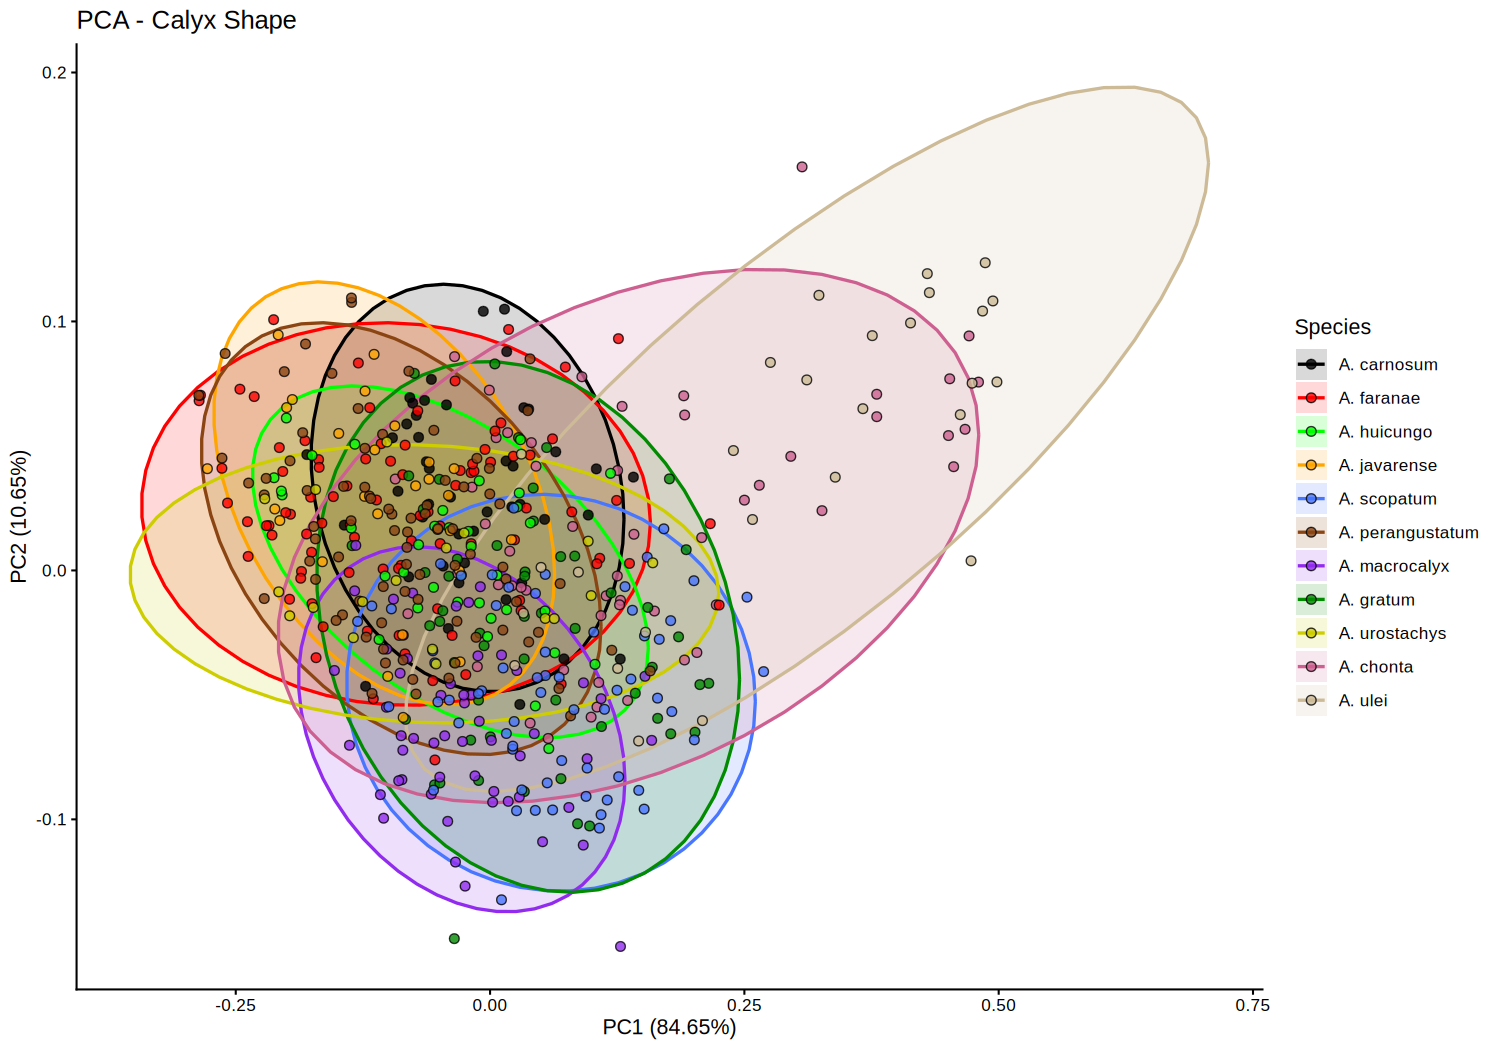 PCA - Calyx Shape
0.2
0.1
0.0
-0.1
PC2 (10.65%)
-0.25
0.00
0.25
0.50
0.75
PC1 (84.65%)
Species
A. carnosum
A. faranae
A. huicungo
A. javarense
A. scopatum
A. perangustatum
A. macrocalyx
A. gratum
A. urostachys
A. chonta
A. ulei